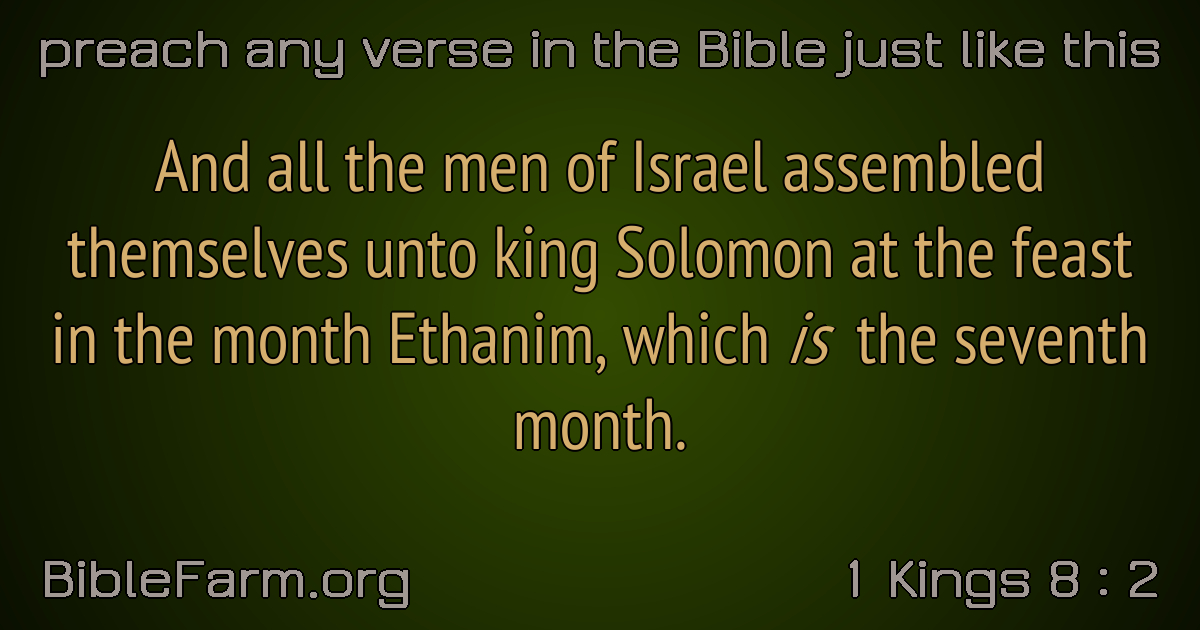 preach any verse in the Bible just like this
And all the men of Israel assembled
themselves unto king Solomon at the feast
in the month Ethanim, which is the seventh
month.
BibleFarm.org
1 Kings 8 : 2